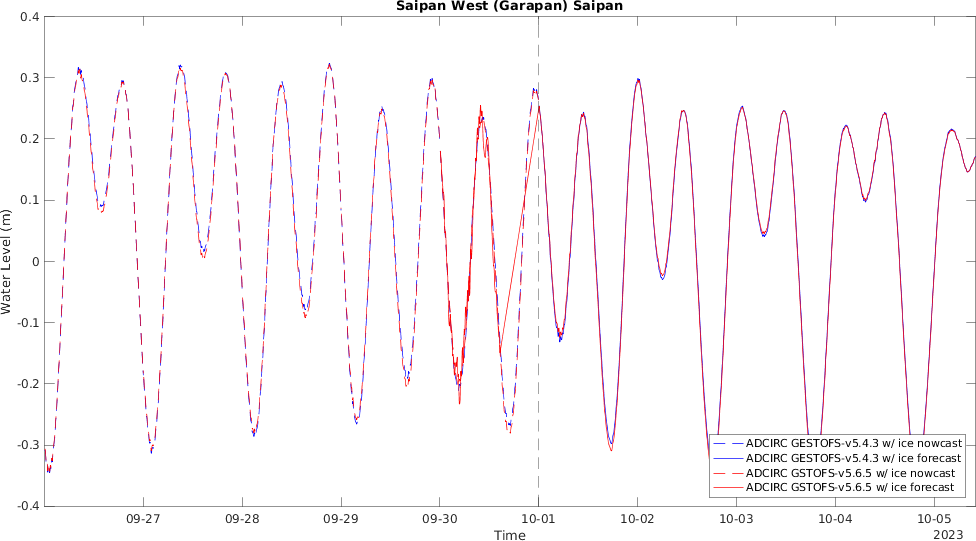 Saipan West (Garapan) Saipan
0.4
0.3
0.2
0.1
0
-0.1
-0.2
-0.3
-0.4
Water Level (m)
ADCIRC GESTOFS-v5.4.3 w/ ice nowcast
ADCIRC GESTOFS-v5.4.3 w/ ice forecast
ADCIRC GSTOFS-v5.6.5 w/ ice nowcast
ADCIRC GSTOFS-v5.6.5 w/ ice forecast
09-27 09-28 09-29 09-30 10-01 10-02 10-03 10-04 10-05
Time 2023